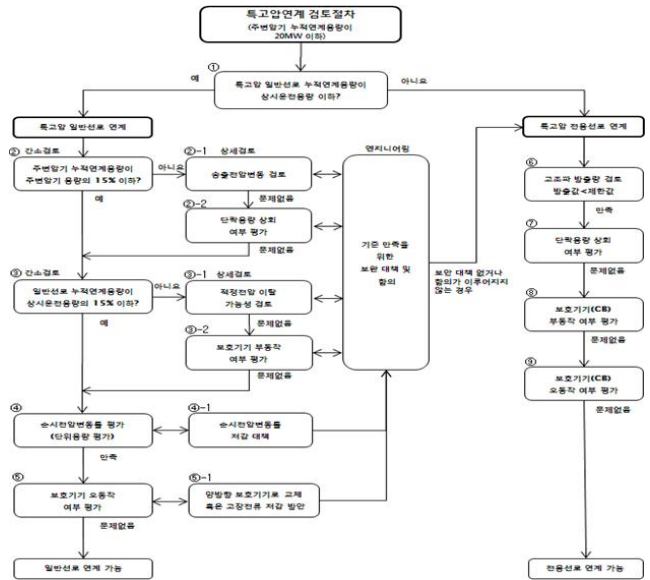 특고압연계 검토절차
(주변압기 누적연계용량이
20MW 이하)
①
예
특고압 일반선로 누적연계용량이
상시운전용량 이하?
아니요
특고압 일반선로 연계
특고압 전용선로 연계
② 간소검토
주변압기 누적연계용량이
주변압기 용량의 15% 이하?
아니요
예
②-1 상세검토
송출전압변동 검토
문제없음
②-2
단락용량 상회
여부 평가
문제없음
③ 간소검토
일반선로 누적연계용량이
상시운전용량의 15% 이하?
아니요
예
③-1 상세검토
적정전압 이탈
가능성 검토
문제없음
③-2
보호기기 부동작
여부 평가
문제없음
④
순시전압변동률 평가
(단위용량 평가)
만족
④-1
순시전압변동률
저감 대책
⑤
보호기기 오동작
여부 평가
문제없음
⑤-1
양방향 보호기기로 교체
혹은 고장전류 저감 방안
일반선로 연계 가능
엔지니어링
기준 만족을
위한
보완 대책 및
합의
보완 대책 없거나
합의가 이루어지지
않는 경우
⑥
고조파 방출량 검토
방출값<제한값
만족
⑦
단락용량 상회
여부 평가
문제없음
⑧
보호기기(CB)
부동작 여부 평가
문제없음
⑨
보호기기(CB)
오동작 여부 평가
문제없음
전용선로 연계 가능